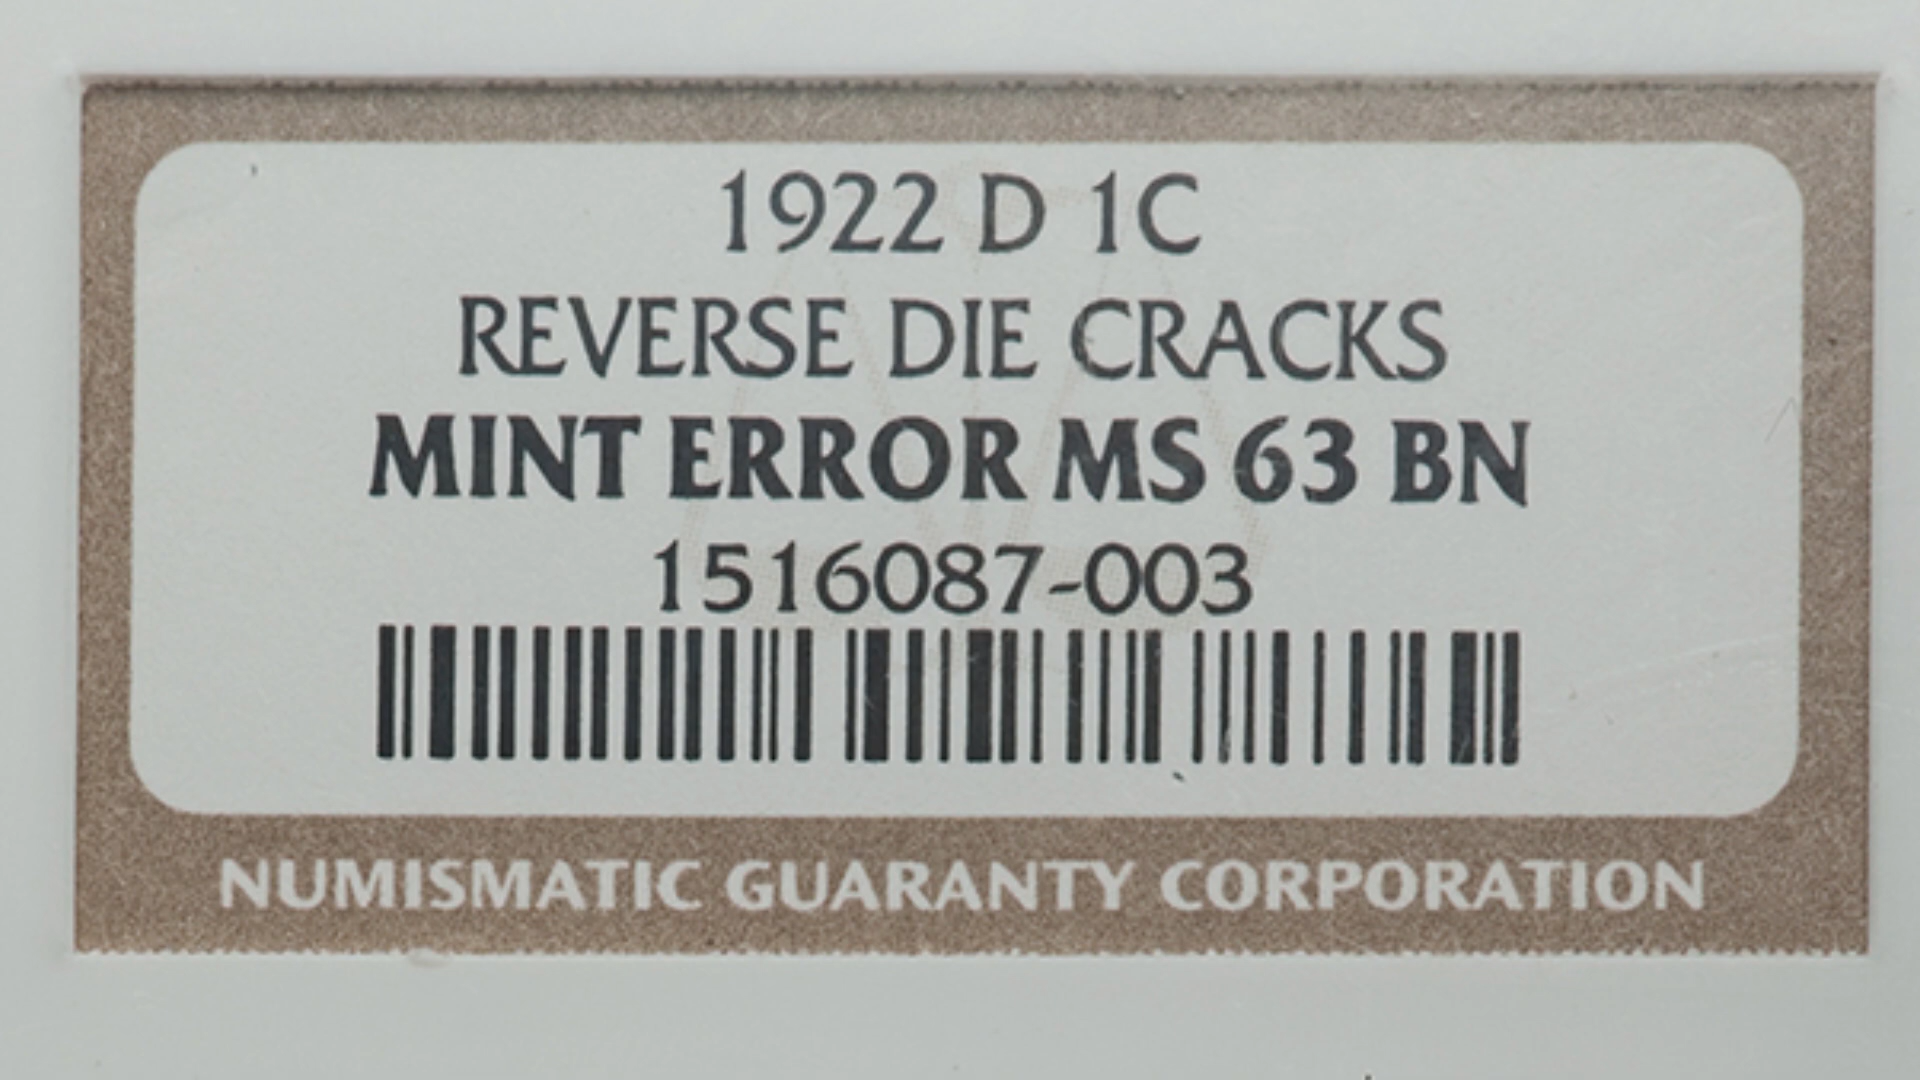 1922 D 1C
REVERSE DIE CRACKS
MINT ERROR MS 63 BN
1516087-003
NUMISMATIC GUARANTY CORPORATION